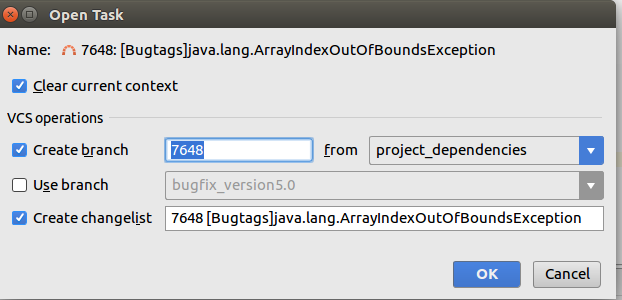 Open Task
Name: 7648: [Bugtags]java.lang.ArrayIndexOutOfBoundsException
Clear current context
VCS operations
Create branch 7648 from project_dependencies
Use branch bugfix_version5.0
Create changelist 7648 [Bugtags]java.lang.ArrayIndexOutOfBoundsException
OK Cancel